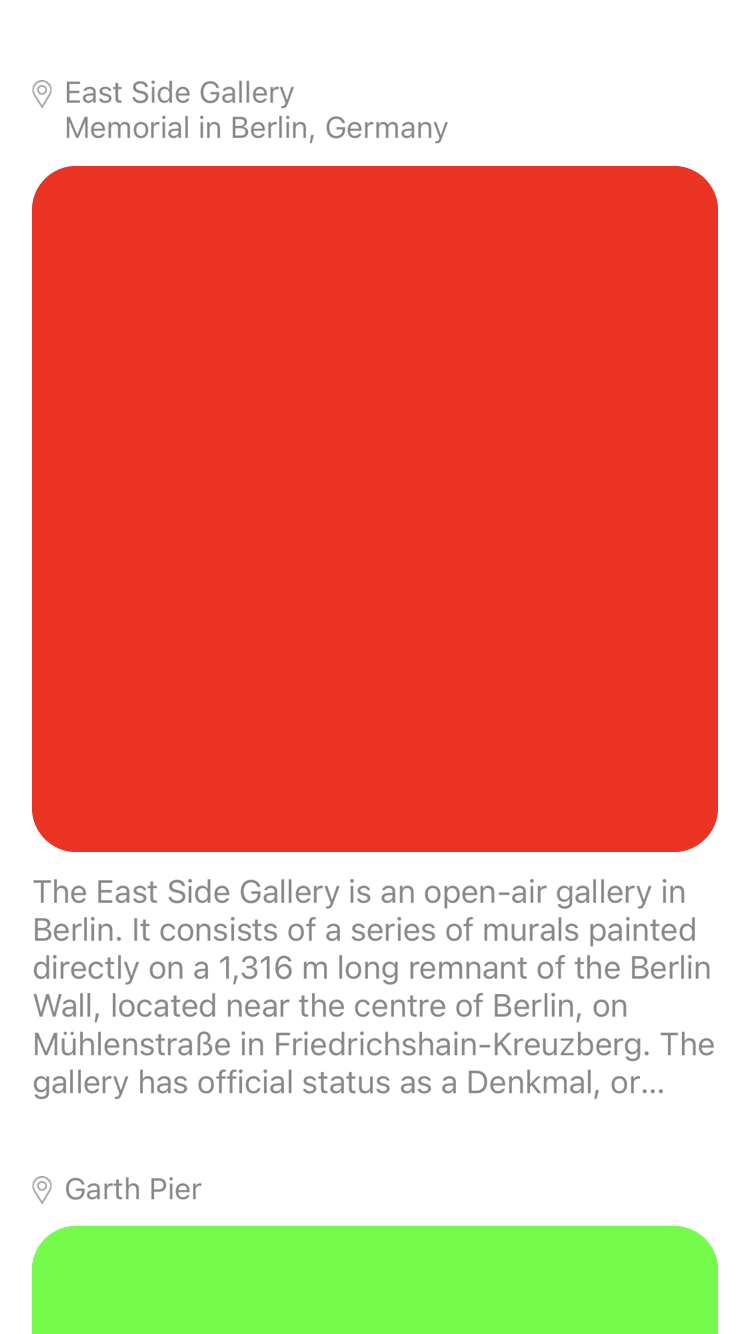 East Side Gallery
Memorial in Berlin, Germany
The East Side Gallery is an open-air gallery in
Berlin. It consists of a series of murals painted
directly on a 1,316 m long remnant of the Berlin
Wall, located near the centre of Berlin, on
Mühlenstraße in Friedrichshain-Kreuzberg. The
gallery has official status as a Denkmal, or...
Garth Pier